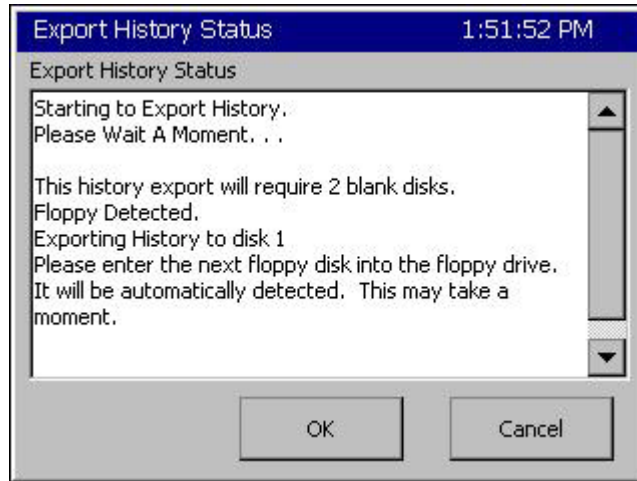 Export History Status 1:51:52 PM
Export History Status
Starting to Export History.
Please Wait A Moment. . .
This history export will require 2 blank disks.
Floppy Detected.
Exporting History to disk 1
Please enter the next floppy disk into the floppy drive.
It will be automatically detected.  This may take a
moment.
OK Cancel